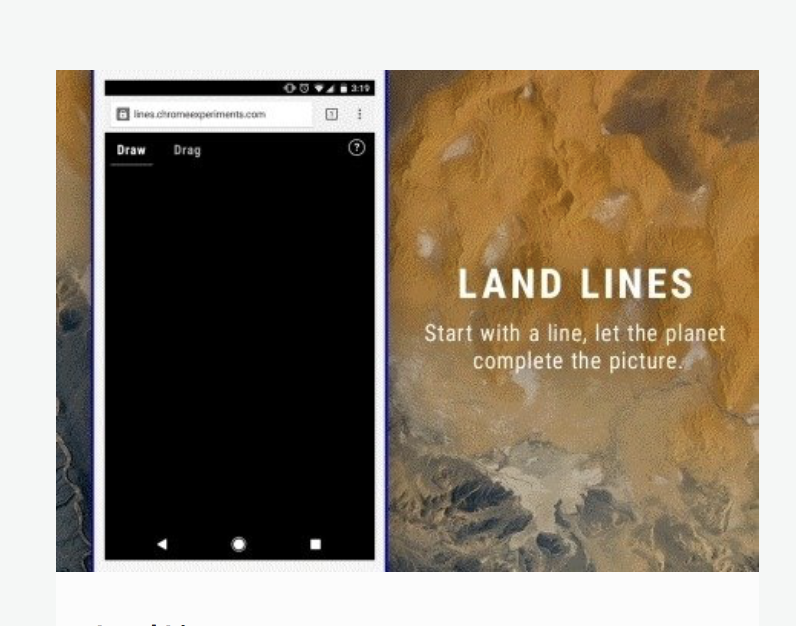 3:19
lines.chromeexperiments.com
1
Draw Drag ?
LAND LINES
Start with a line, let the planet
complete the picture.